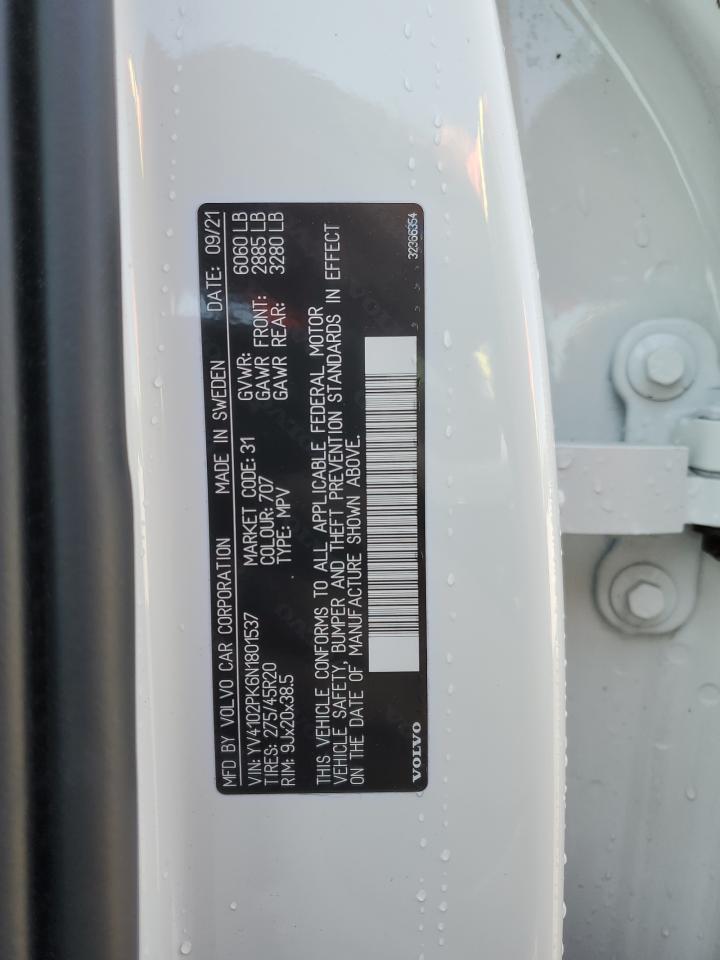 MFD BY VOLVO CAR CORPORATION MADE IN SWEDEN DATE: 09/21
VIN: YV4102PK6N1801537 MARKET CODE: 31 GVWR: 6060 LB
TIRES: 275/45R20 COLOUR: 707 GAWR FRONT: 2885 LB
RIM: 9Jx20x38.5 TYPE: MPV GAWR REAR: 3280 LB
THIS VEHICLE CONFORMS TO ALL APPLICABLE FEDERAL MOTOR
VEHICLE SAFETY, BUMPER AND THEFT PREVENTION STANDARDS IN EFFECT
ON THE DATE OF MANUFACTURE SHOWN ABOVE.
VOLVO 32366354